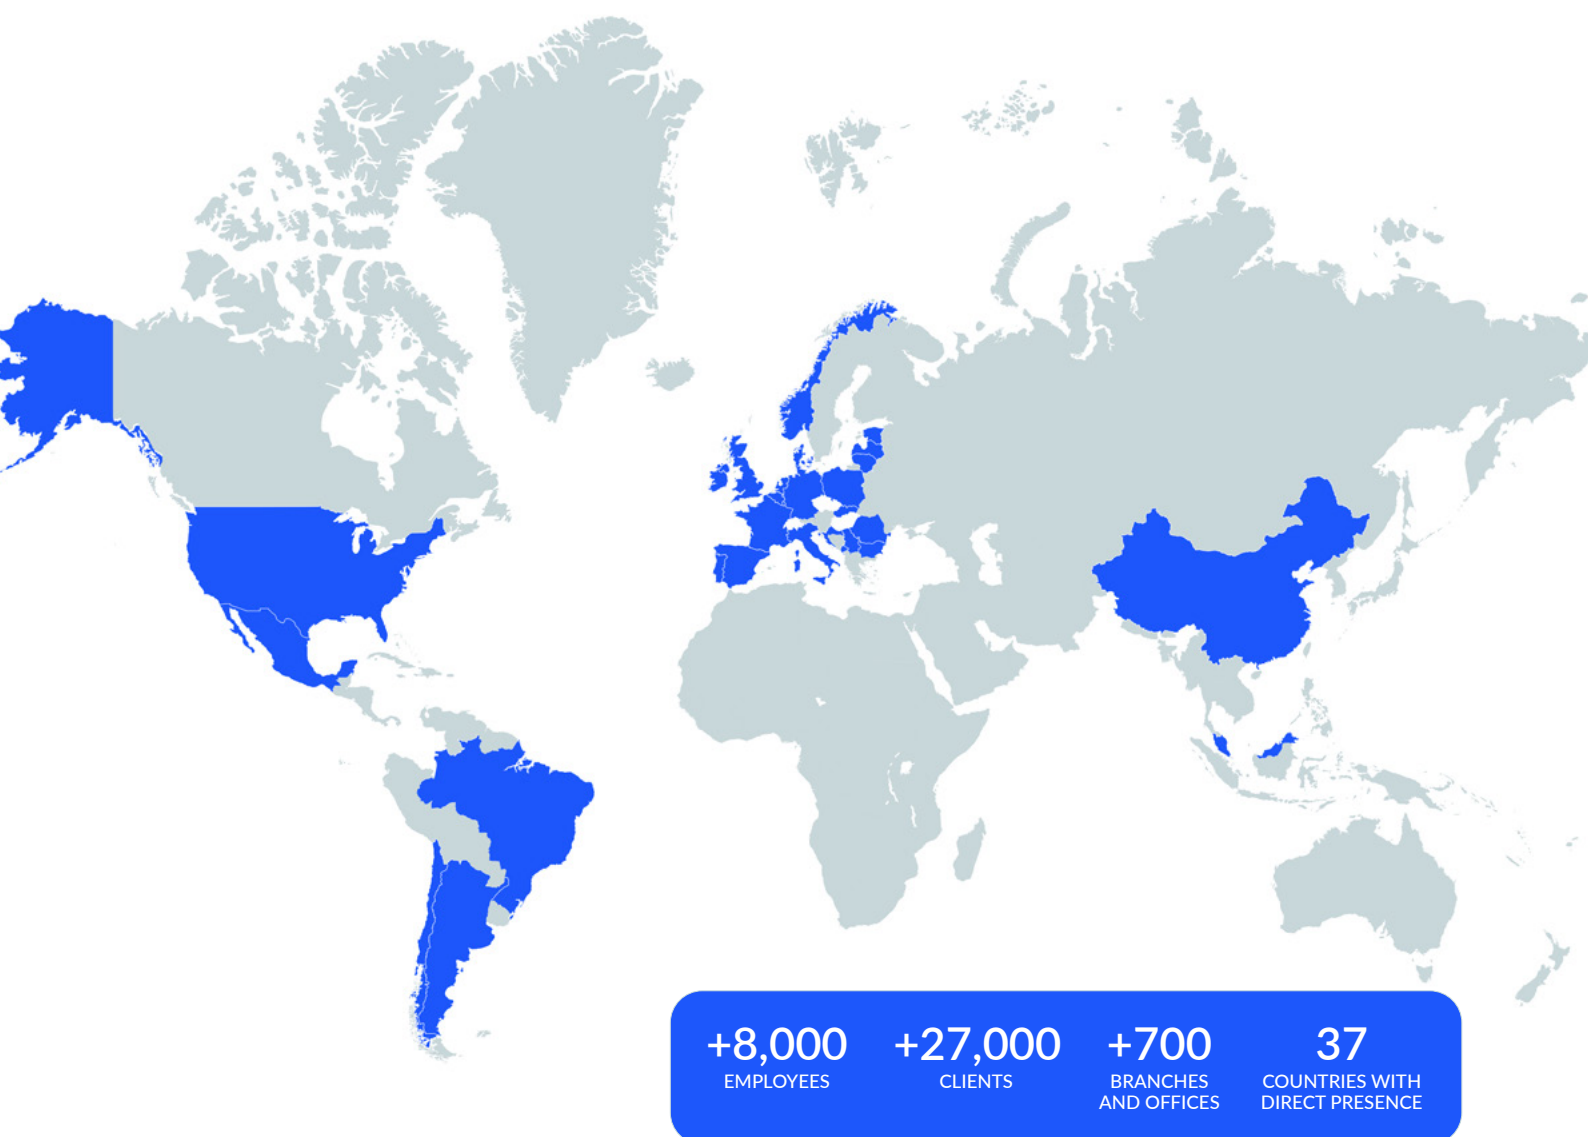 +8,000
EMPLOYEES
+27,000
CLIENTS
+700
BRANCHES
AND OFFICES
37
COUNTRIES WITH
DIRECT PRESENCE